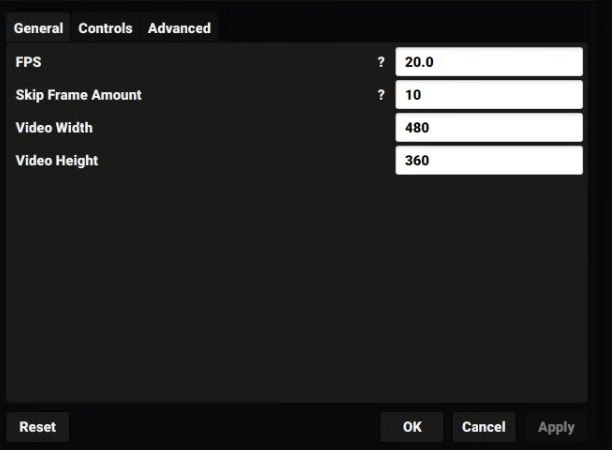 General Controls Advanced
FPS ? 20.0
Skip Frame Amount ? 10
Video Width 480
Video Height 360
Reset OK Cancel Apply